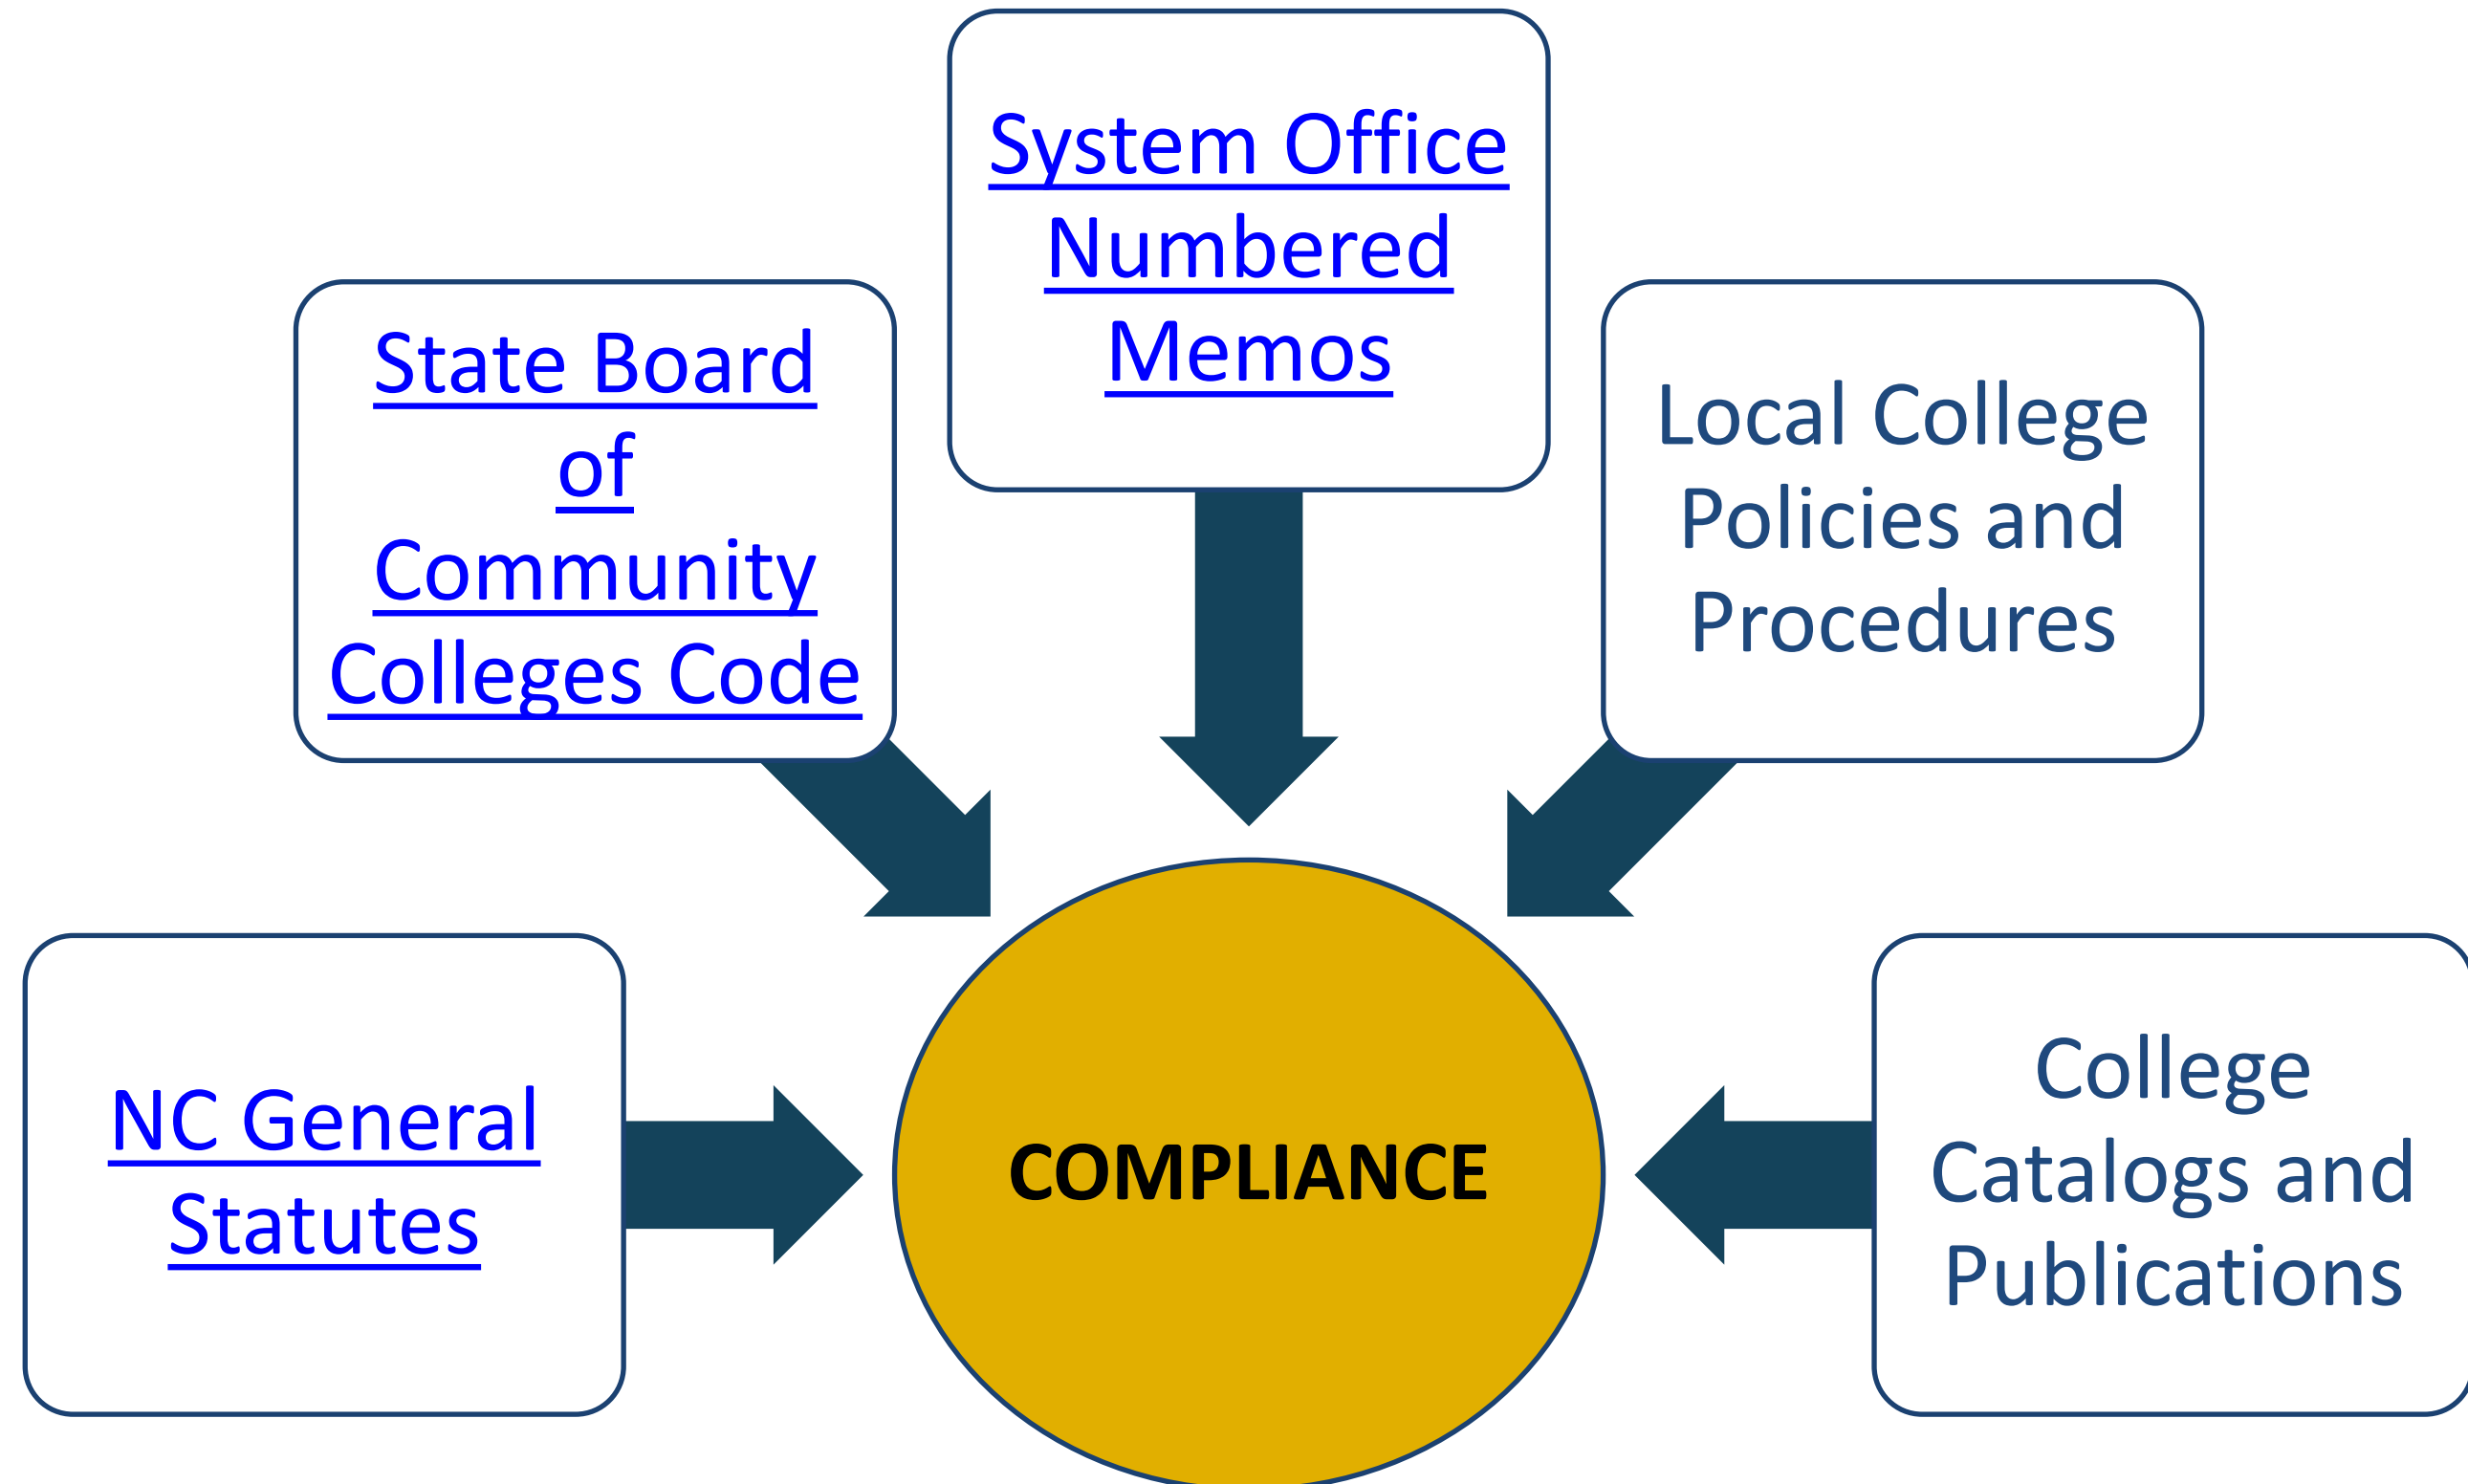 System Office
Numbered
Memos
State Board
of
Community
Colleges Code
Local College
Policies and
Procedures
NC General
Statutes
COMPLIANCE
College
Catalogs and
Publications